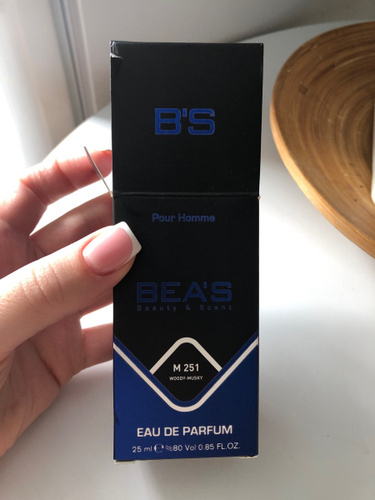 B'S
Pour Homme
BEA'S
Beauty & Scent
M 251
WOODY-MUSKY
EAU DE PARFUM
25 ml ℮ %80 Vol 0.85 FL.OZ.